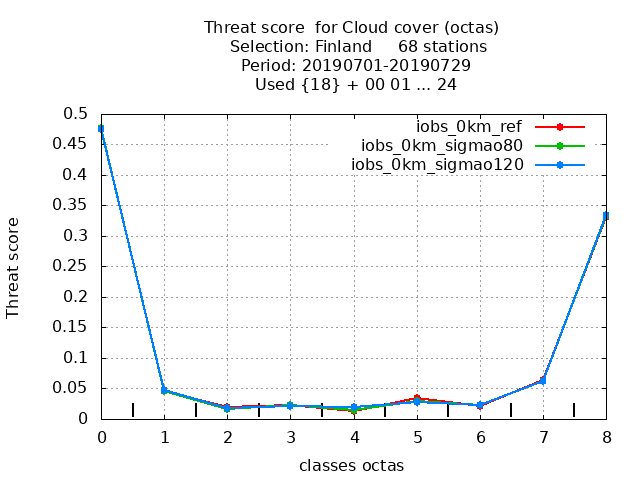 Threat score  for Cloud cover (octas)
Selection: Finland     68 stations
Period: 20190701-20190729
Used {18} + 00 01 ... 24
iobs_0km_ref
iobs_0km_sigmao80
iobs_0km_sigmao120
Threat score
0.5
0.45
0.4
0.35
0.3
0.25
0.2
0.15
0.1
0.05
0
0 1 2 3 4 5 6 7 8
classes octas